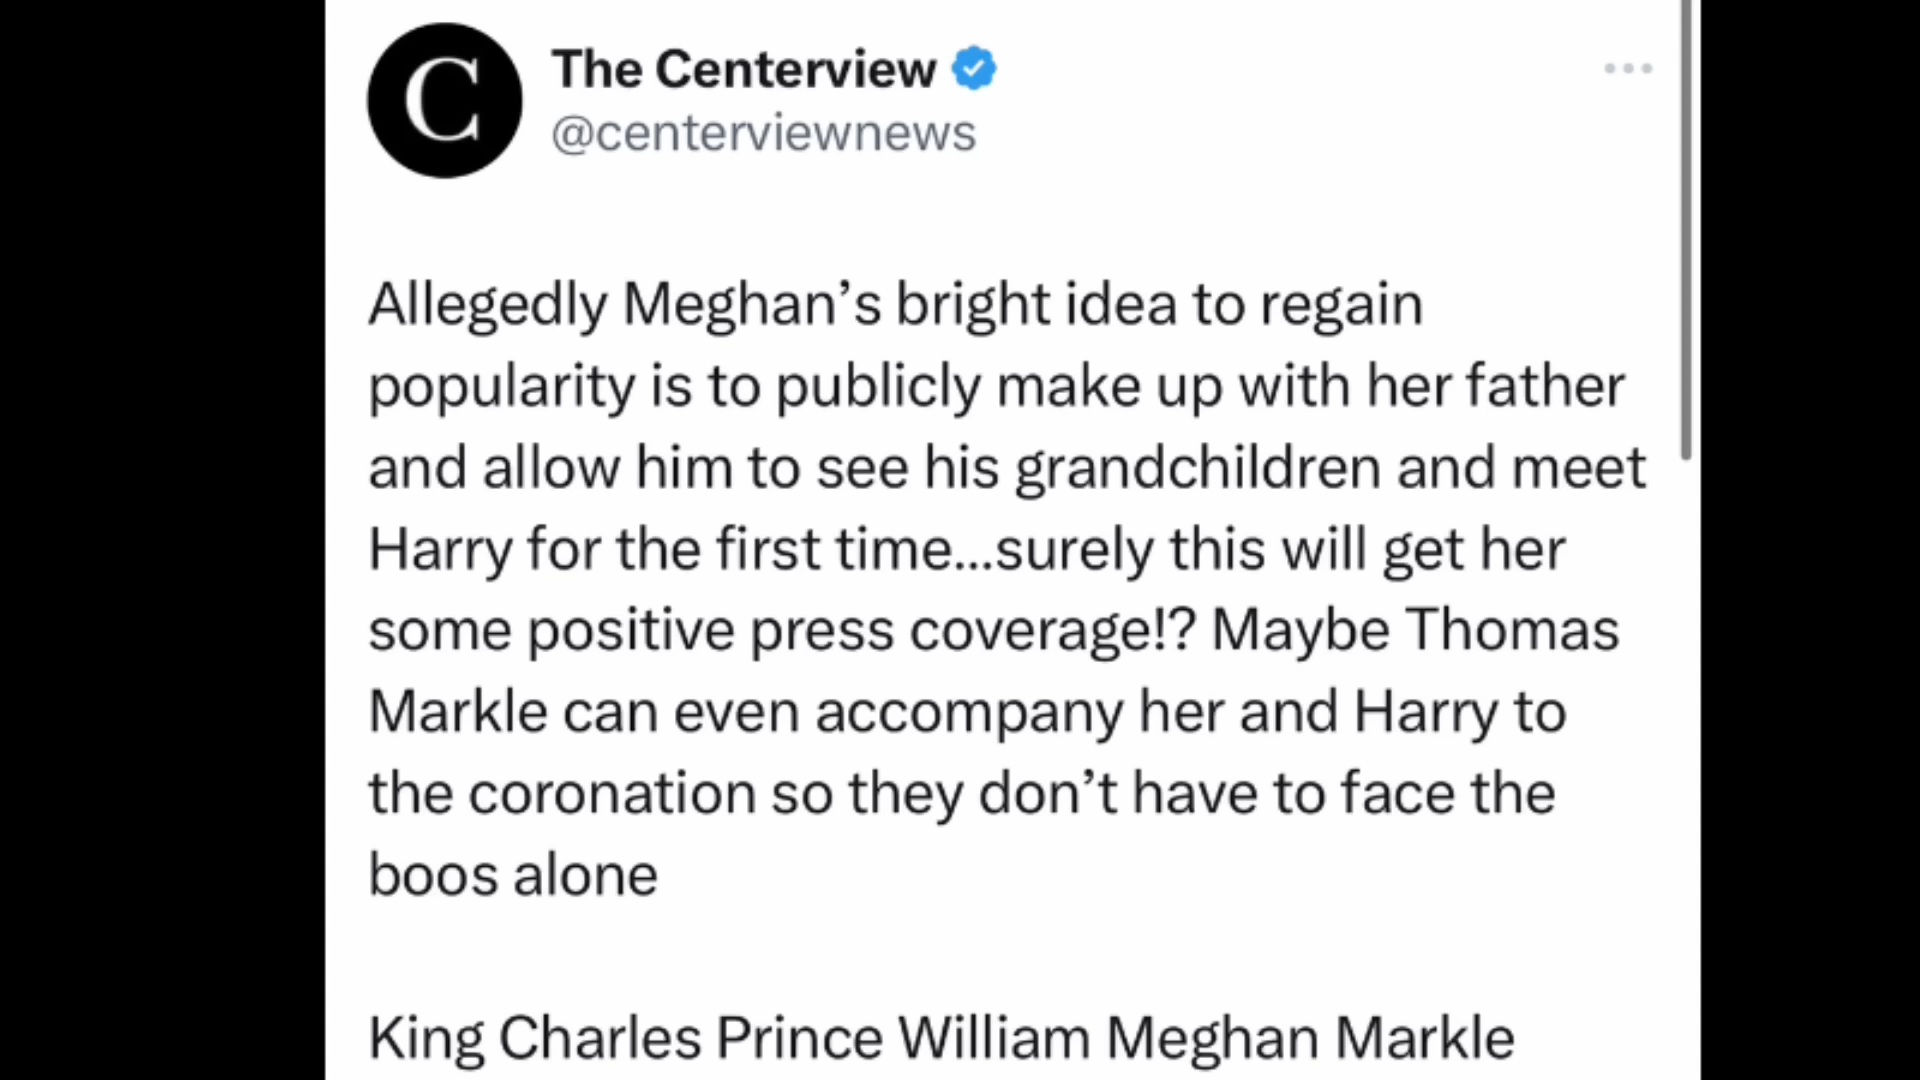 C
The Centerview
@centerviewnews
Allegedly Meghan’s bright idea to regain
popularity is to publicly make up with her father
and allow him to see his grandchildren and meet
Harry for the first time...surely this will get her
some positive press coverage!? Maybe Thomas
Markle can even accompany her and Harry to
the coronation so they don’t have to face the
boos alone
King Charles Prince William Meghan Markle